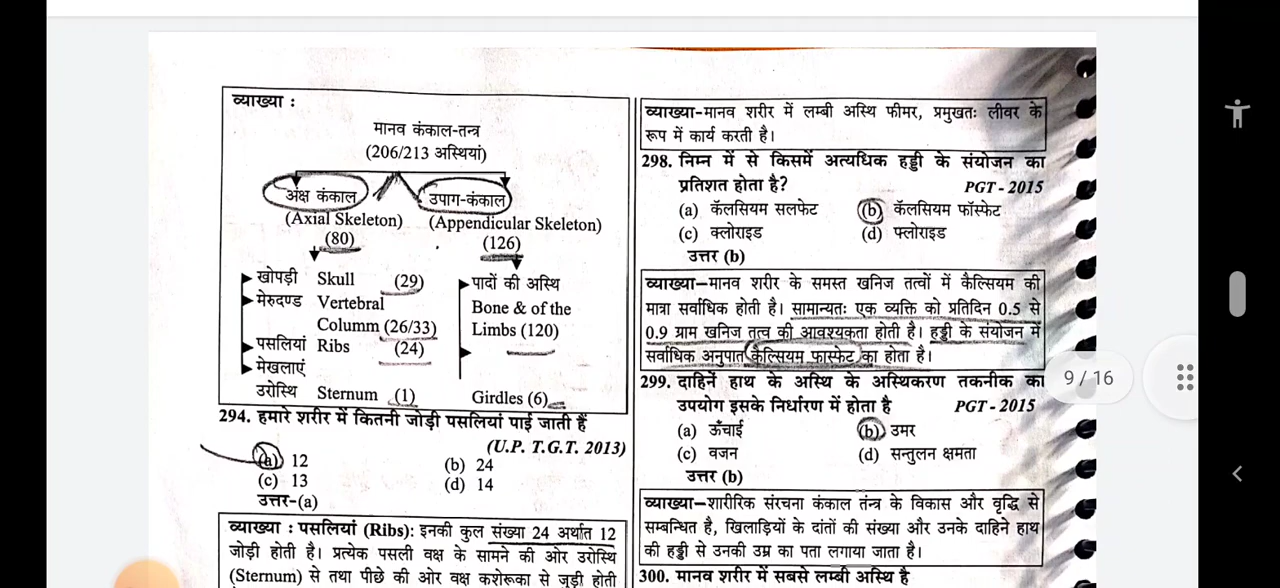 व्याख्या :
मानव कंकाल-तन्त्र
(206/213 अस्थियां)
अंक्ष कंकाल
उपाग-कंकाल
(Axial Skeleton)
(Appendicular Skeleton)
(80)
(126)
खोपड़ी Skull (29)
मेरुदण्ड Vertebral
Columm (26/33)
पसलियां Ribs (24)
मेखलाएं
उरोस्थि Sternum (1)
पादों की अस्थि
Bone & of the
Limbs (120)
Girdles (6)
294. हमारे शरीर में कितनी जोड़ी पसलियां पाई जाती हैं
(U.P. T.G.T. 2013)
(a) 12 (b) 24
(c) 13 (d) 14
उत्तर-(a)
व्याख्या : पसलियां (Ribs): इनकी कुल संख्या 24 अर्थात 12
जोड़ी होती है। प्रत्येक पसली वक्ष के सामने की ओर उरोस्थि
(Sternum) से तथा पीछे की ओर वक्ष कशेरूका से जुड़ी होती
व्याख्या-मानव शरीर में लम्बी अस्थि फीमर, प्रमुखतः लीवर के
रूप में कार्य करती है।
298. निम्न में से किसमें अत्यधिक हड्डी के संयोजन का
प्रतिशत होता है? PGT - 2015
(a) कॅलसियम सलफेट (b) कॅलसियम फॉस्फेट
(c) क्लोराइड (d) फ्लोराइड
उत्तर (b)
व्याख्या–मानव शरीर के समस्त खनिज तत्वों में कैल्सियम की
मात्रा सर्वाधिक होती है। सामान्यतः एक व्यक्ति को प्रतिदिन 0.5 से
0.9 ग्राम खनिज तत्व की आवश्यकता होती है। हड्डी के संयोजन में
सर्वाधिक अनुपात कैल्सियम फास्फेट का होता है।
299. दाहिनें हाथ के अस्थि के अस्थिकरण तकनीक का
उपयोग इसके निर्धारण में होता है PGT - 2015
(a) ऊँचाई (b) उमर
(c) वजन (d) सन्तुलन क्षमता
उत्तर (b)
व्याख्या–शारीरिक संरचना कंकाल तंन्त्र के विकास और वृद्धि से
सम्बन्धित है, खिलाड़ियों के दांतों की संख्या और उनके दाहिने हाथ
की हड्डी से उनकी उम्र का पता लगाया जाता है।
300. मानव शरीर में सबसे लम्बी अस्थि है
9 / 16